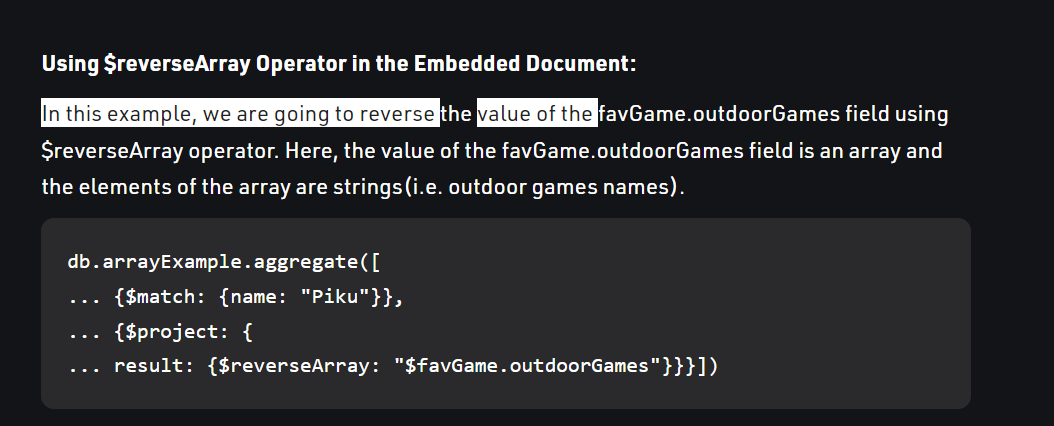 Using $reverseArray Operator in the Embedded Document:
In this example, we are going to reverse the value of the favGame.outdoorGames field using
$reverseArray operator. Here, the value of the favGame.outdoorGames field is an array and
the elements of the array are strings(i.e. outdoor games names).
db.arrayExample.aggregate([
... {$match: {name: "Piku"}},
... {$project: {
... result: {$reverseArray: "$favGame.outdoorGames"}}}])